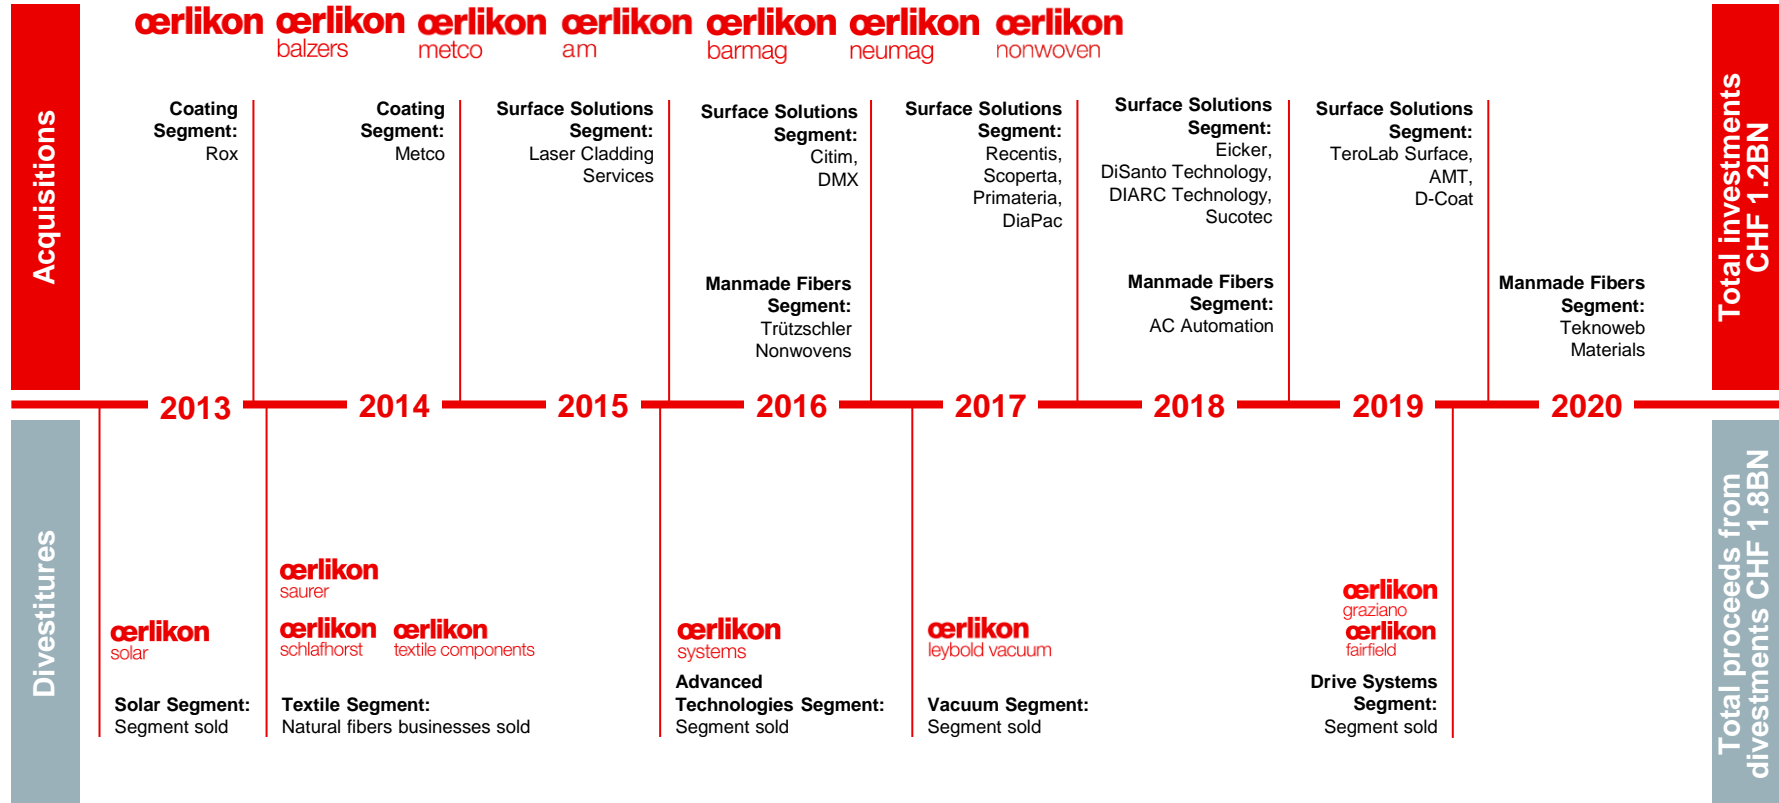 œrlikon
œrlikon
balzers
œrlikon
metco
œrlikon
am
œrlikon
barmag
œrlikon
neumag
œrlikon
nonwoven
Acquisitions
Coating
Segment:
Rox
Coating
Segment:
Metco
Surface Solutions
Segment:
Laser Cladding
Services
Surface Solutions
Segment:
Citim,
DMX
Manmade Fibers
Segment:
Trützschler
Nonwovens
Surface Solutions
Segment:
Recentis,
Scoperta,
Primateria,
DiaPac
Surface Solutions
Segment:
Eicker,
DiSanto Technology,
DIARC Technology,
Sucotec
Manmade Fibers
Segment:
AC Automation
Surface Solutions
Segment:
TeroLab Surface,
AMT,
D-Coat
Manmade Fibers
Segment:
Teknoweb
Materials
Total investments
CHF 1.2BN
2013
2014
2015
2016
2017
2018
2019
2020
Divestitures
œrlikon
solar
Solar Segment:
Segment sold
œrlikon
saurer
œrlikon
schlafhorst
œrlikon
textile components
Textile Segment:
Natural fibers businesses sold
œrlikon
systems
Advanced
Technologies Segment:
Segment sold
œrlikon
leybold vacuum
Vacuum Segment:
Segment sold
œrlikon
graziano
œrlikon
fairfield
Drive Systems
Segment:
Segment sold
Total proceeds from
divestments CHF 1.8BN